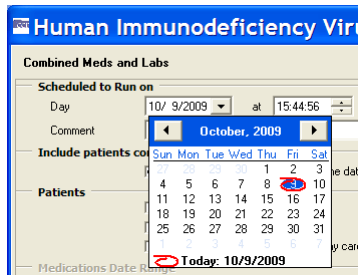 Human Immunodeficiency Viru
Combined Meds and Labs
Scheduled to Run on
Day 10/ 9/2009 at 15:44:56
Comment
October, 2009
Sun Mon Tue Wed Thu Fri Sat
27 28 29 30 1 2 3
4 5 6 7 8 9 10
11 12 13 14 15 16 17
18 19 20 21 22 23 24
25 26 27 28 29 30 31
1 2 3 4 5 6 7
Today: 10/9/2009
Include patients co
Patients
Medications Date Range